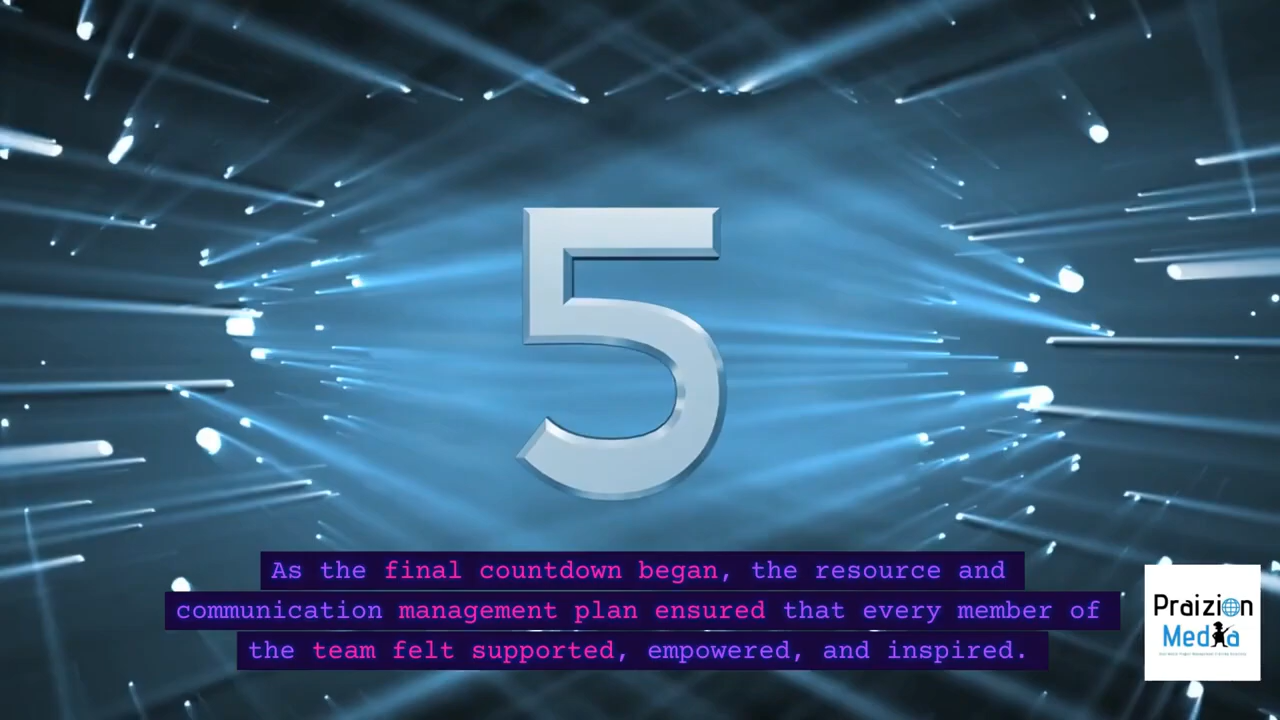 5
As the final countdown began, the resource and
communication management plan ensured that every member of
the team felt supported, empowered, and inspired.
Praizion
Media